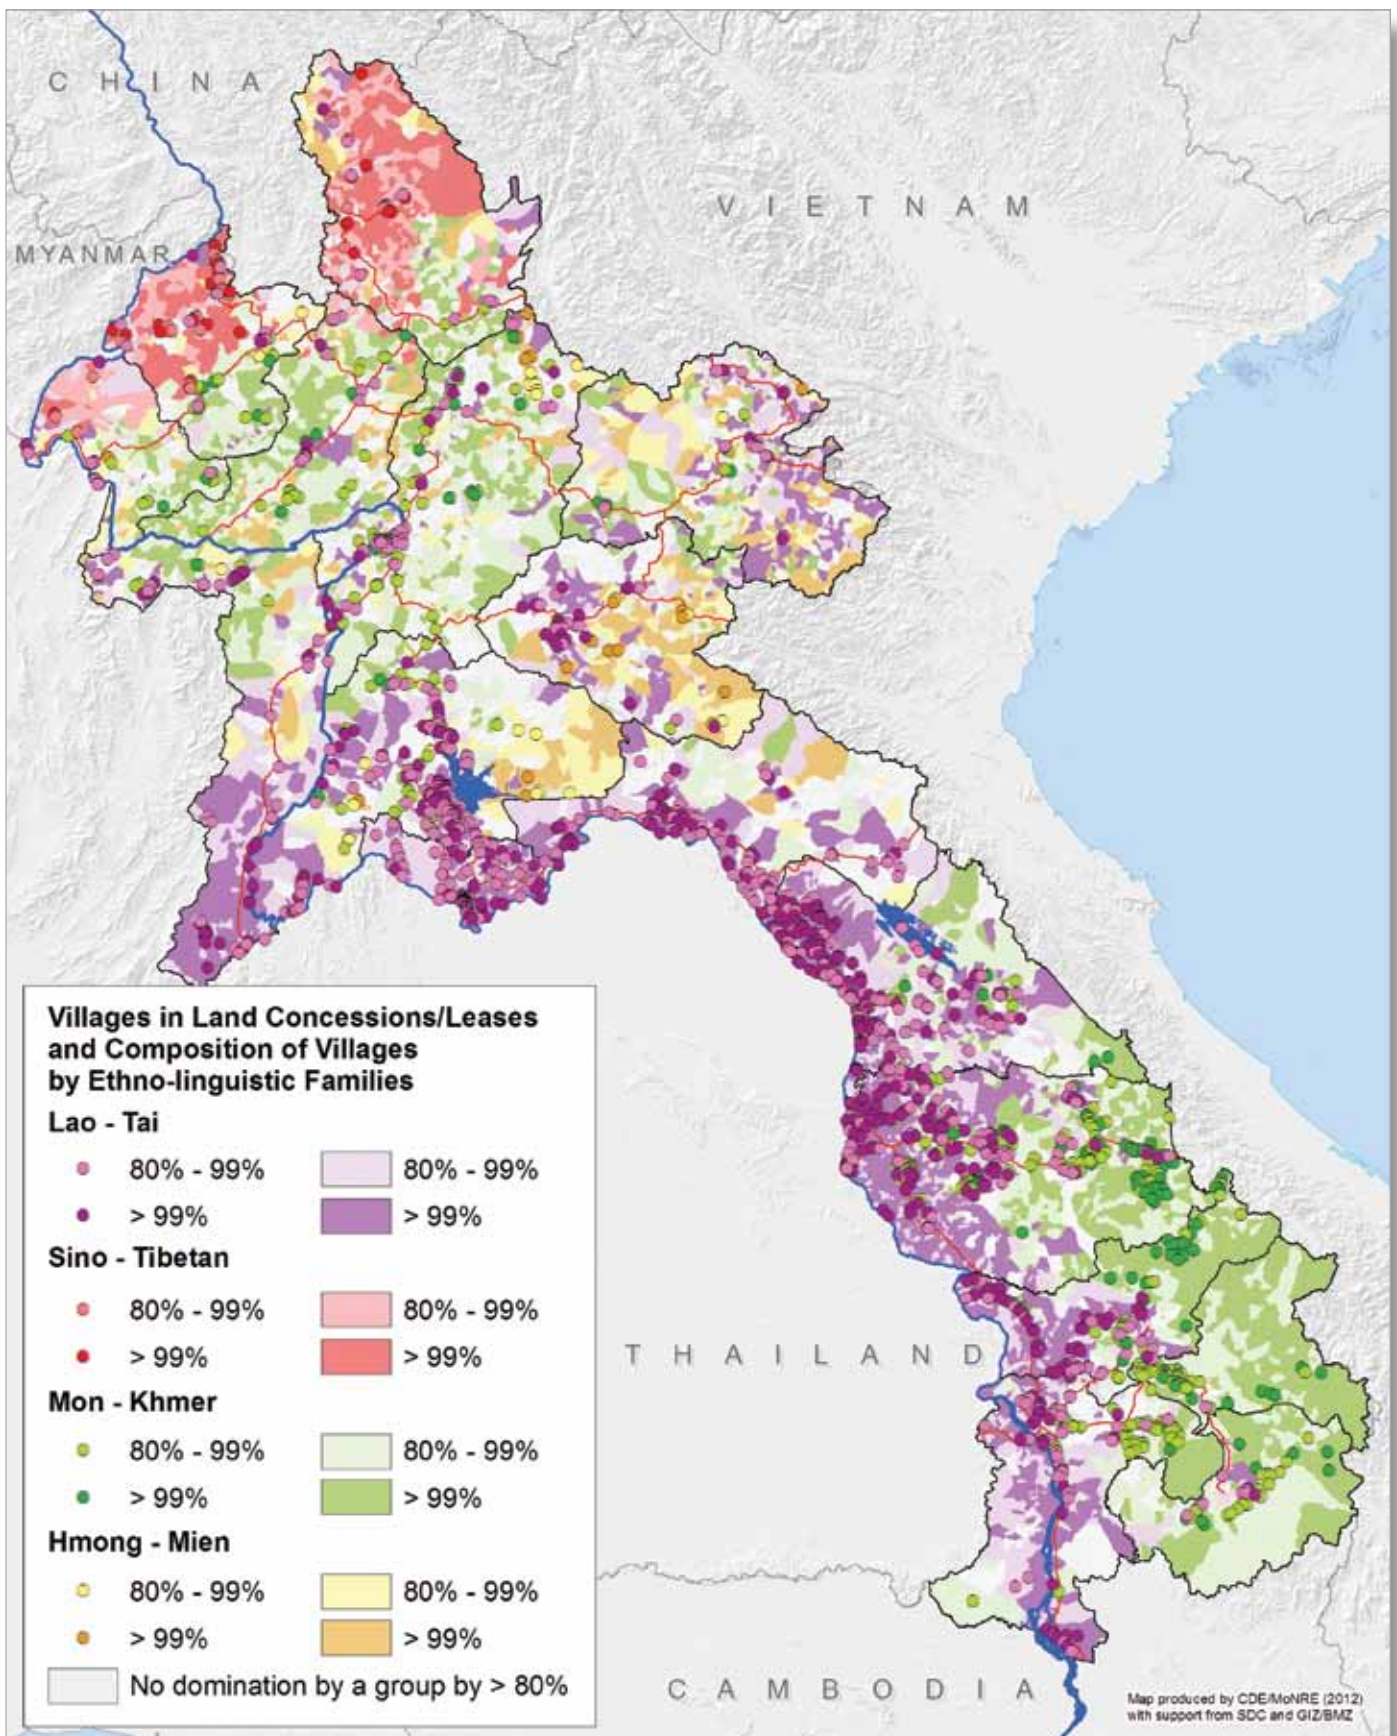 C H I N A
V I E T N A M
MYANMAR
Villages in Land Concessions/Leases
and Composition of Villages
by Ethno-linguistic Families
Lao - Tai
80% - 99% 80% - 99%
> 99% > 99%
Sino - Tibetan
80% - 99% 80% - 99%
> 99% > 99%
Mon - Khmer
80% - 99% 80% - 99%
> 99% > 99%
Hmong - Mien
80% - 99% 80% - 99%
> 99% > 99%
No domination by a group by > 80%
T H A I L A N D
C A M B O D I A
Map produced by CDE/MoNRE (2012)
with support from SDC and GIZ/BMZ